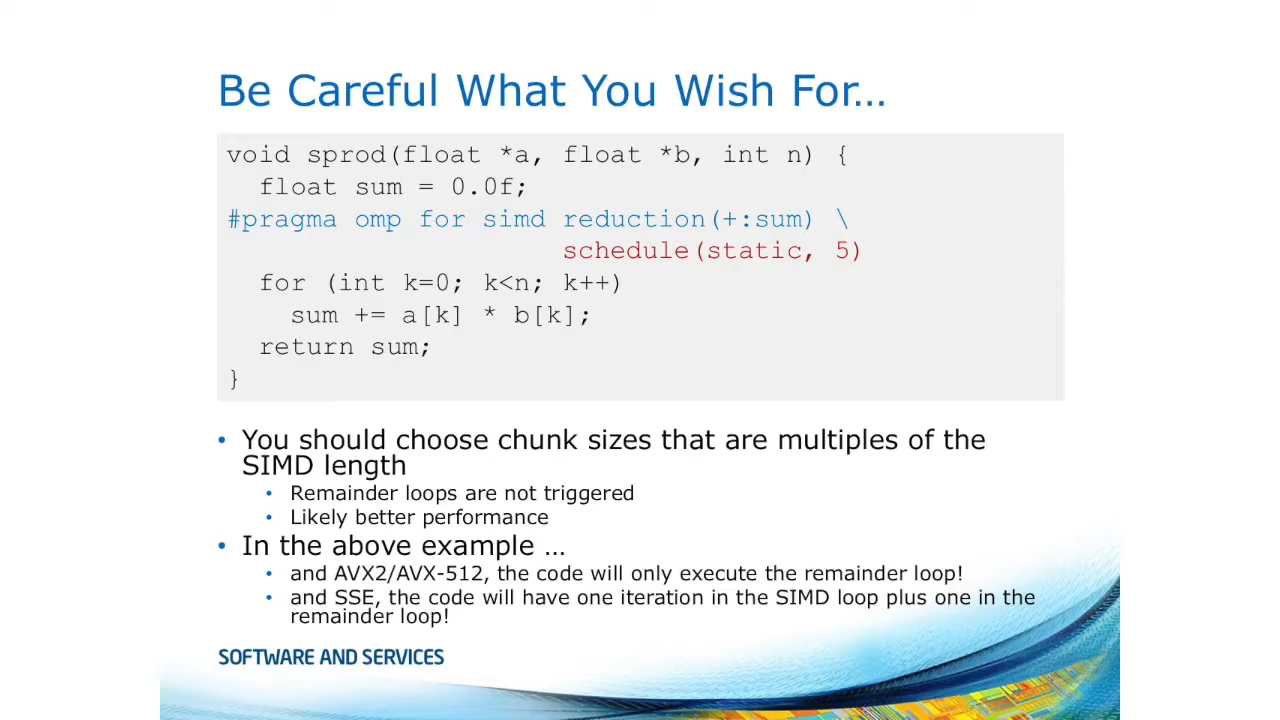 Be Careful What You Wish For…
void sprod(float *a, float *b, int n) {
float sum = 0.0f;
#pragma omp for simd reduction(+:sum) \
schedule(static, 5)
for (int k=0; k<n; k++)
sum += a[k] * b[k];
return sum;
}
• You should choose chunk sizes that are multiples of the
SIMD length
• Remainder loops are not triggered
• Likely better performance
• In the above example …
• and AVX2/AVX-512, the code will only execute the remainder loop!
• and SSE, the code will have one iteration in the SIMD loop plus one in the
remainder loop!
SOFTWARE AND SERVICES